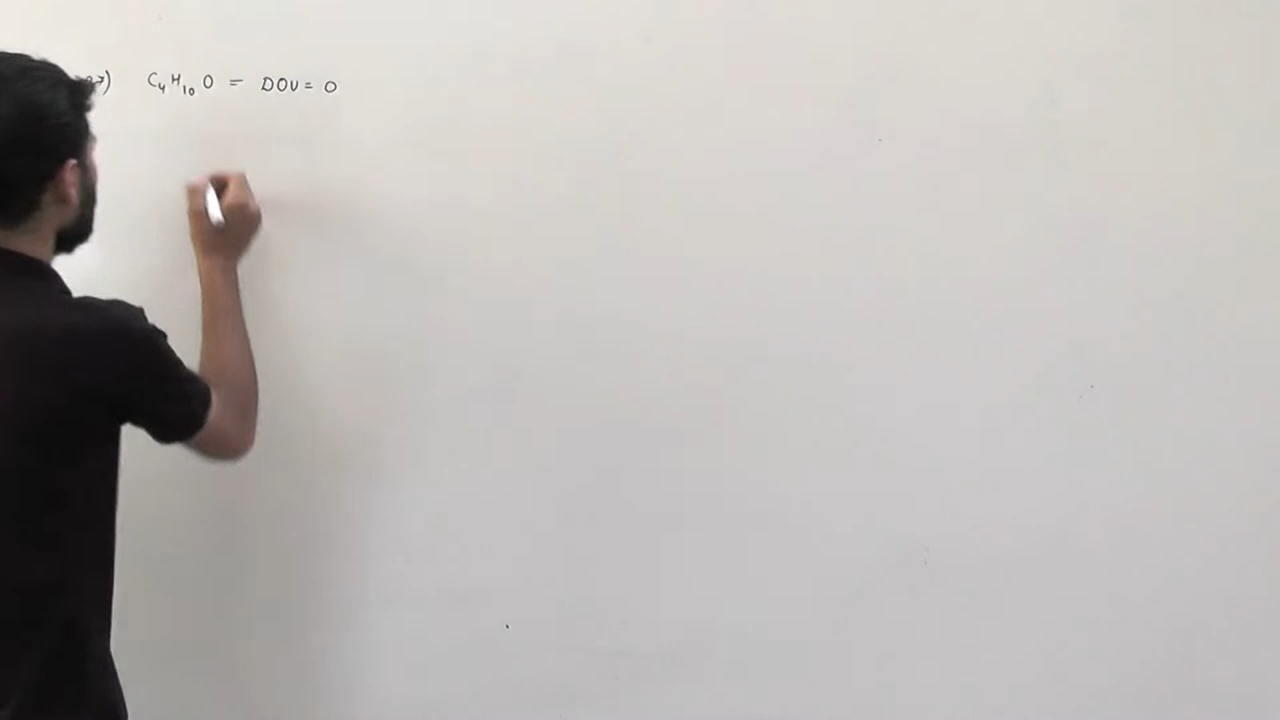 C₄H₁₀O = DOU = 0